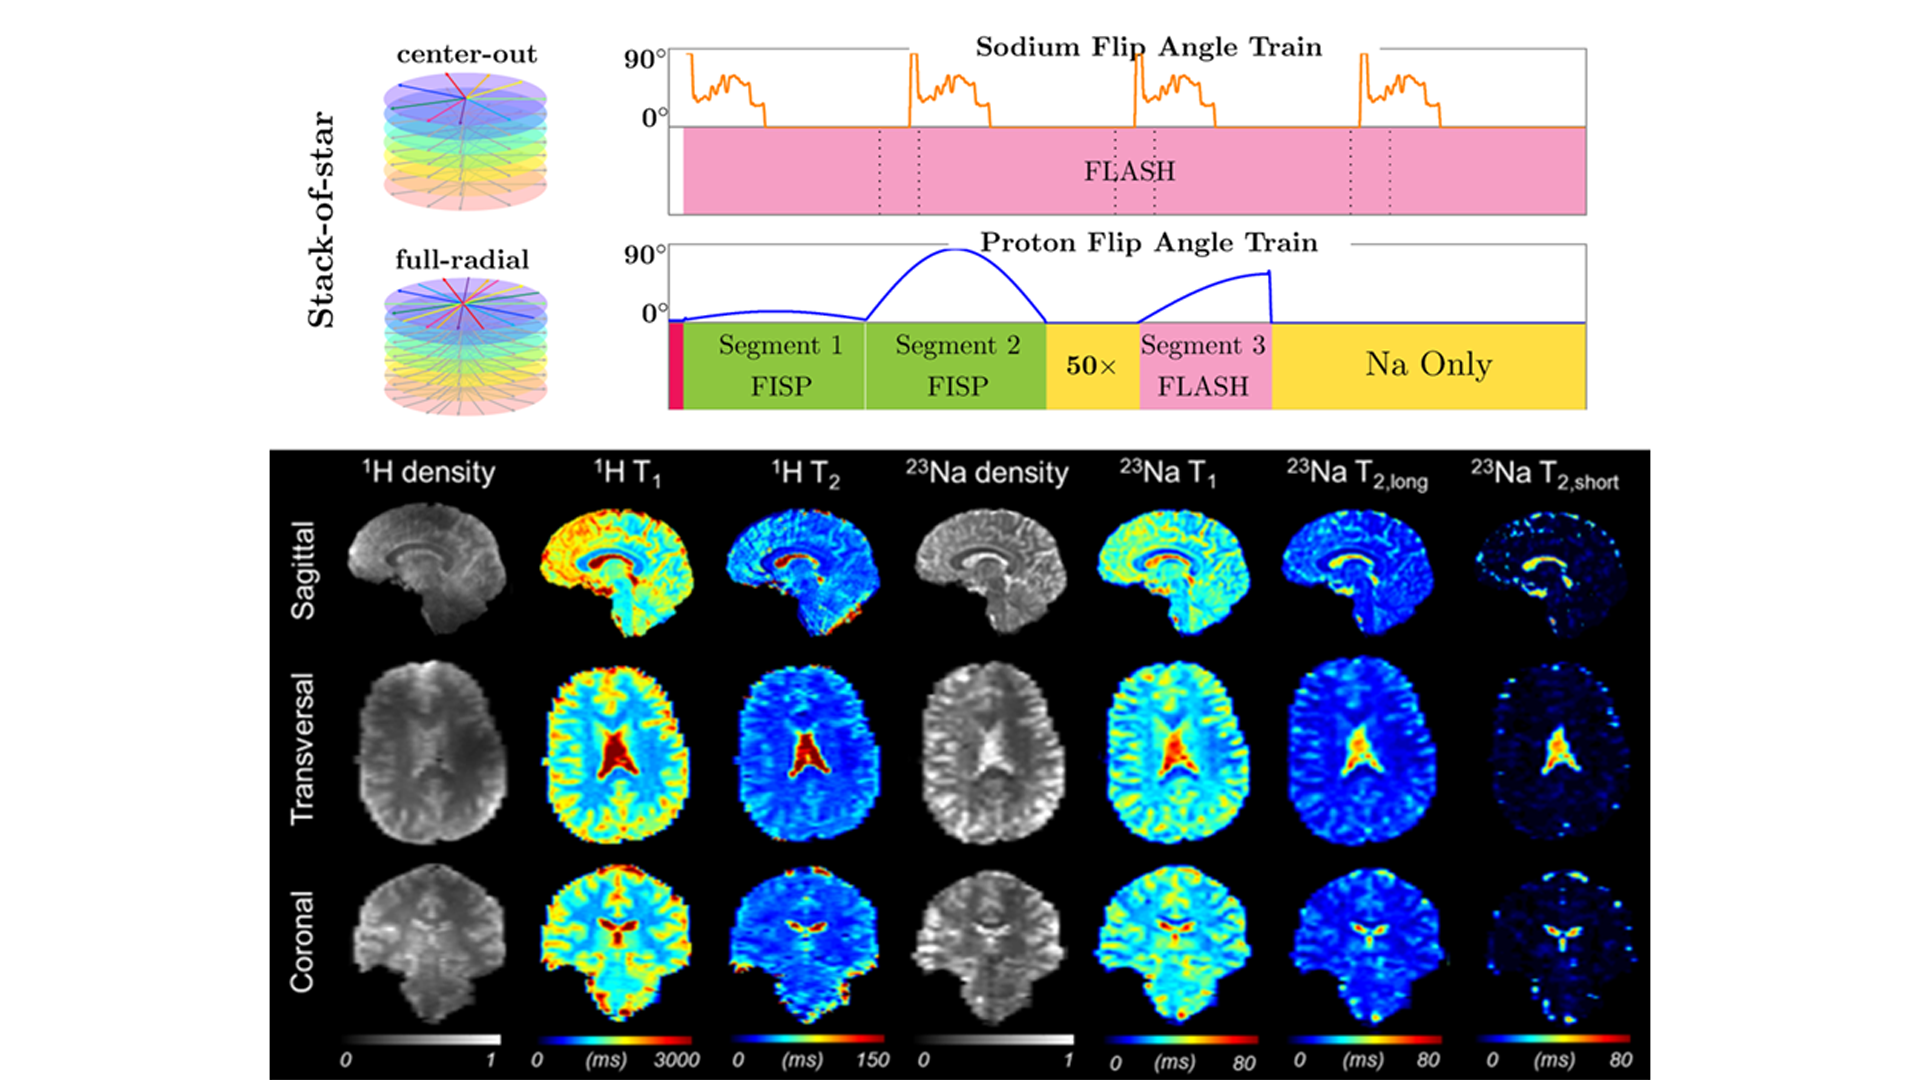 Stack-of-star
center-out
full-radial
Sodium Flip Angle Train
90°
0°
FLASH
Proton Flip Angle Train
90°
0°
Segment 1
FISP
Segment 2
FISP
50×
Segment 3
FLASH
Na Only
¹H density ¹H T₁ ¹H T₂ ²³Na density ²³Na T₁ ²³Na T₂,long ²³Na T₂,short
Sagittal
Transversal
Coronal
0 1 0 (ms) 3000 0 (ms) 150 0 1 0 (ms) 80 0 (ms) 80 0 (ms) 80